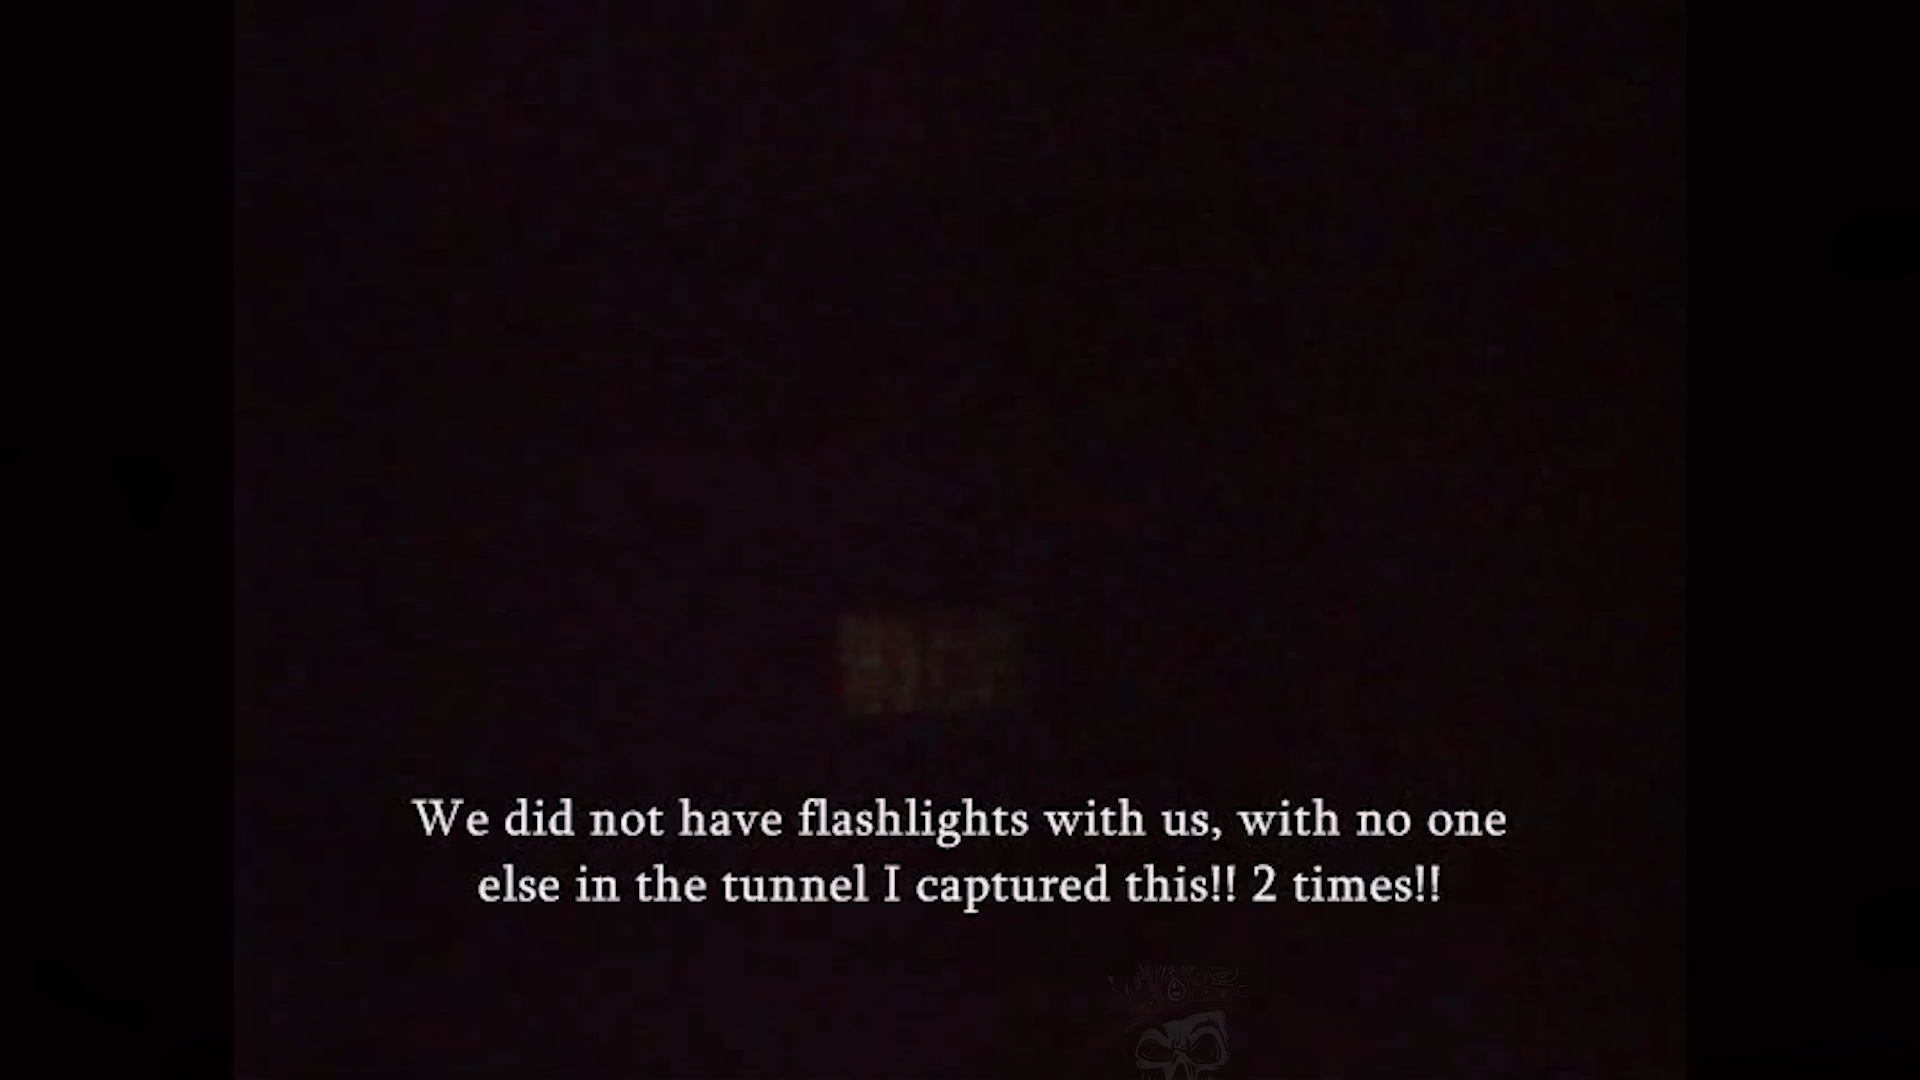 We did not have flashlights with us, with no one
else in the tunnel I captured this!! 2 times!!